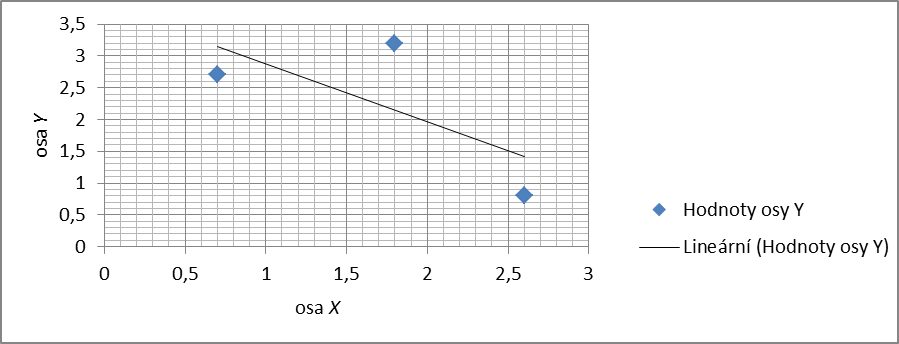 3,5
3
2,5
2
1,5
1
0,5
0
osa Y
0 0,5 1 1,5 2 2,5 3
osa X
Hodnoty osy Y
Lineární (Hodnoty osy Y)